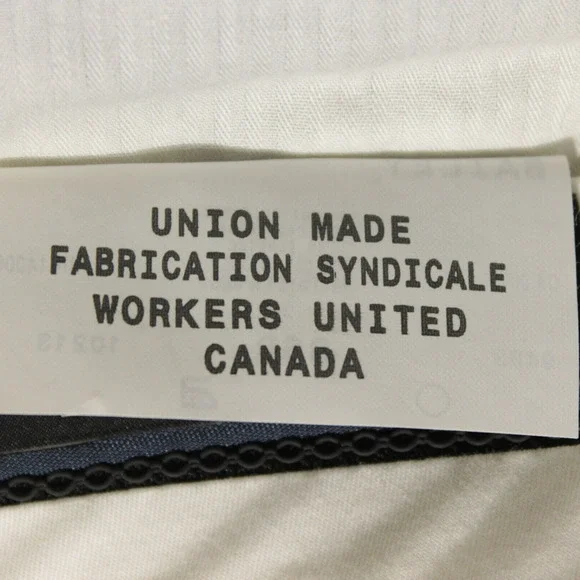 UNION MADE
FABRICATION SYNDICALE
WORKERS UNITED
CANADA